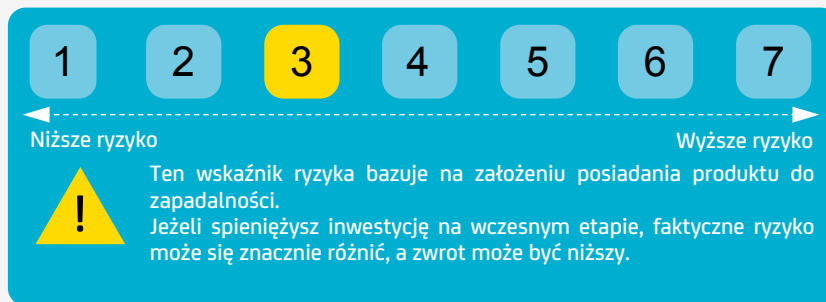 1 2 3 4 5 6 7
Niższe ryzyko Wyższe ryzyko
Ten wskaźnik ryzyka bazuje na założeniu posiadania produktu do
zapadalności.
! Jeżeli spieniężysz inwestycję na wczesnym etapie, faktyczne ryzyko
może się znacznie różnić, a zwrot może być niższy.